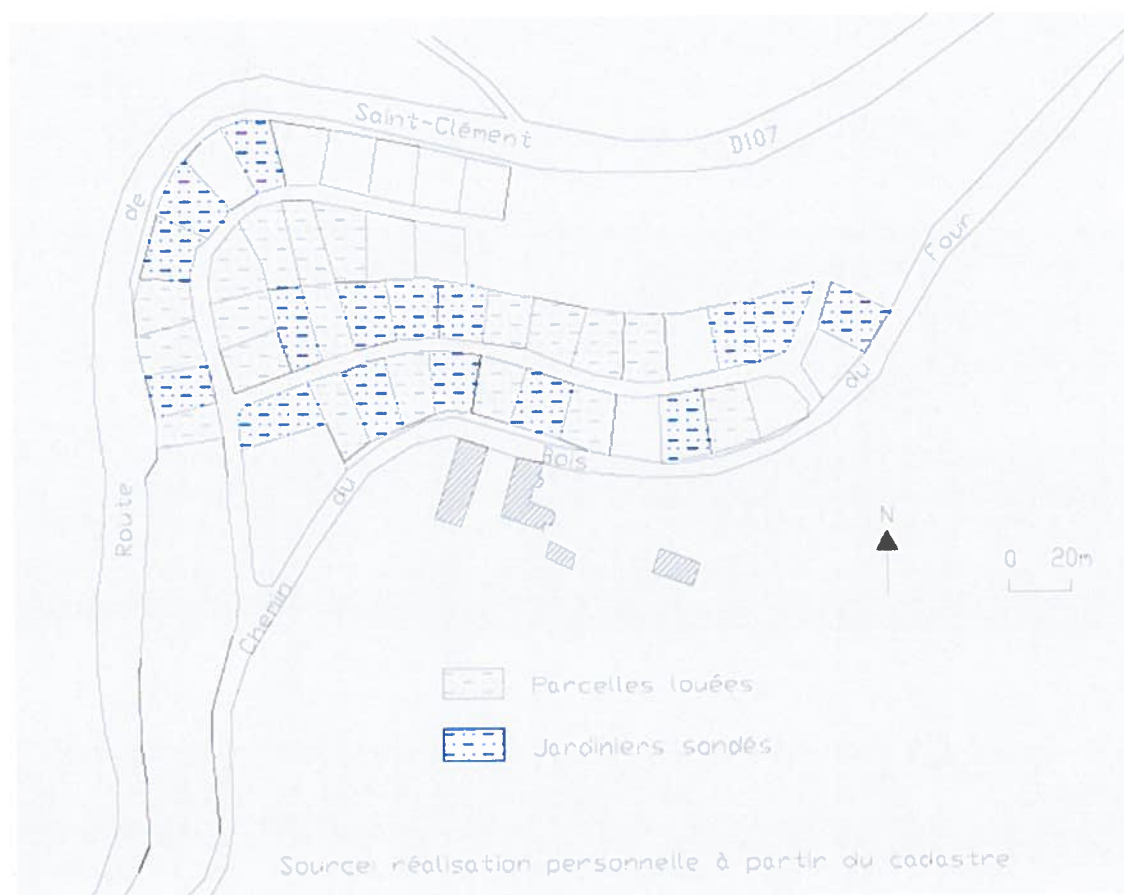 Saint-Clément
D107
de
Four
du
Bois
du
Route
Chemin
N
0 20m
Parcelles louées
Jardiniers sondés
Source: réalisation personnelle à partir du cadastre